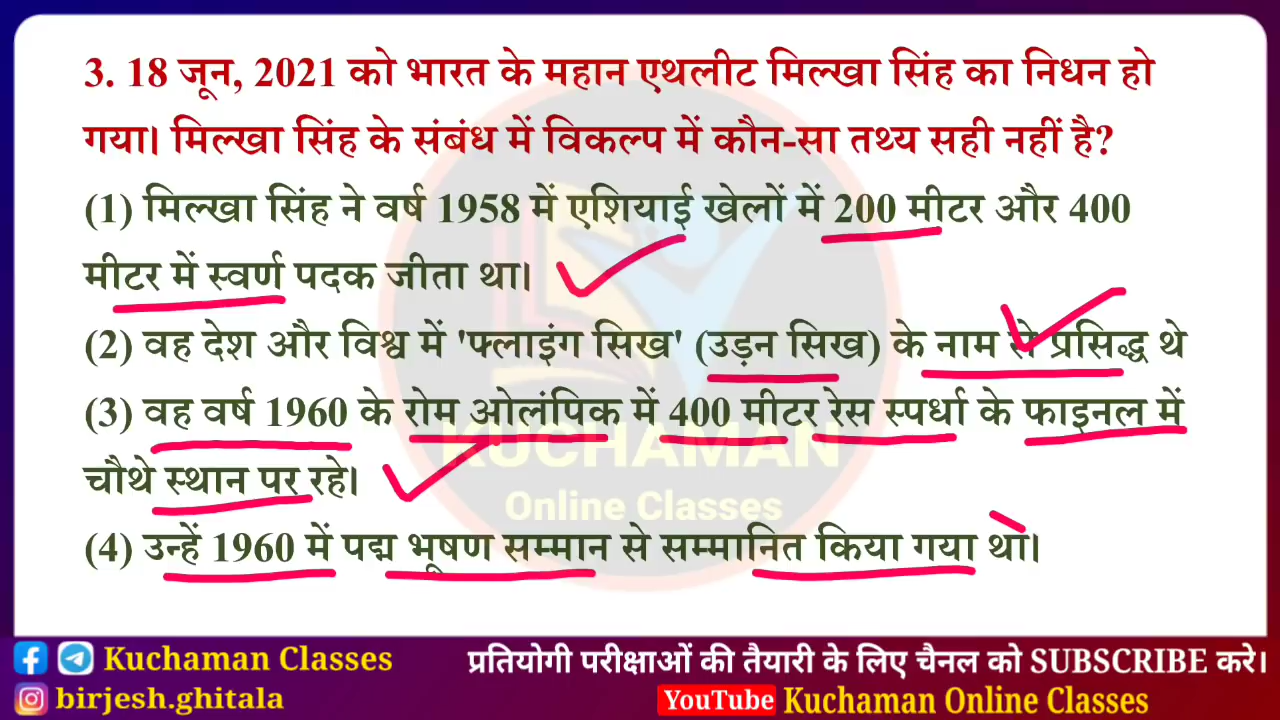 3. 18 जून, 2021 को भारत के महान एथलीट मिल्खा सिंह का निधन हो
गया। मिल्खा सिंह के संबंध में विकल्प में कौन-सा तथ्य सही नहीं है?
(1) मिल्खा सिंह ने वर्ष 1958 में एशियाई खेलों में 200 मीटर और 400
मीटर में स्वर्ण पदक जीता था।
(2) वह देश और विश्व में 'फ्लाइंग सिख' (उड़न सिख) के नाम से प्रसिद्ध थे
(3) वह वर्ष 1960 के रोम ओलंपिक में 400 मीटर रेस स्पर्धा के फाइनल में
चौथे स्थान पर रहे।
(4) उन्हें 1960 में पद्म भूषण सम्मान से सम्मानित किया गया था।
KUCHAMAN
Online Classes
Kuchaman Classes
birjesh.ghitala
प्रतियोगी परीक्षाओं की तैयारी के लिए चैनल को SUBSCRIBE करे।
YouTube Kuchaman Online Classes